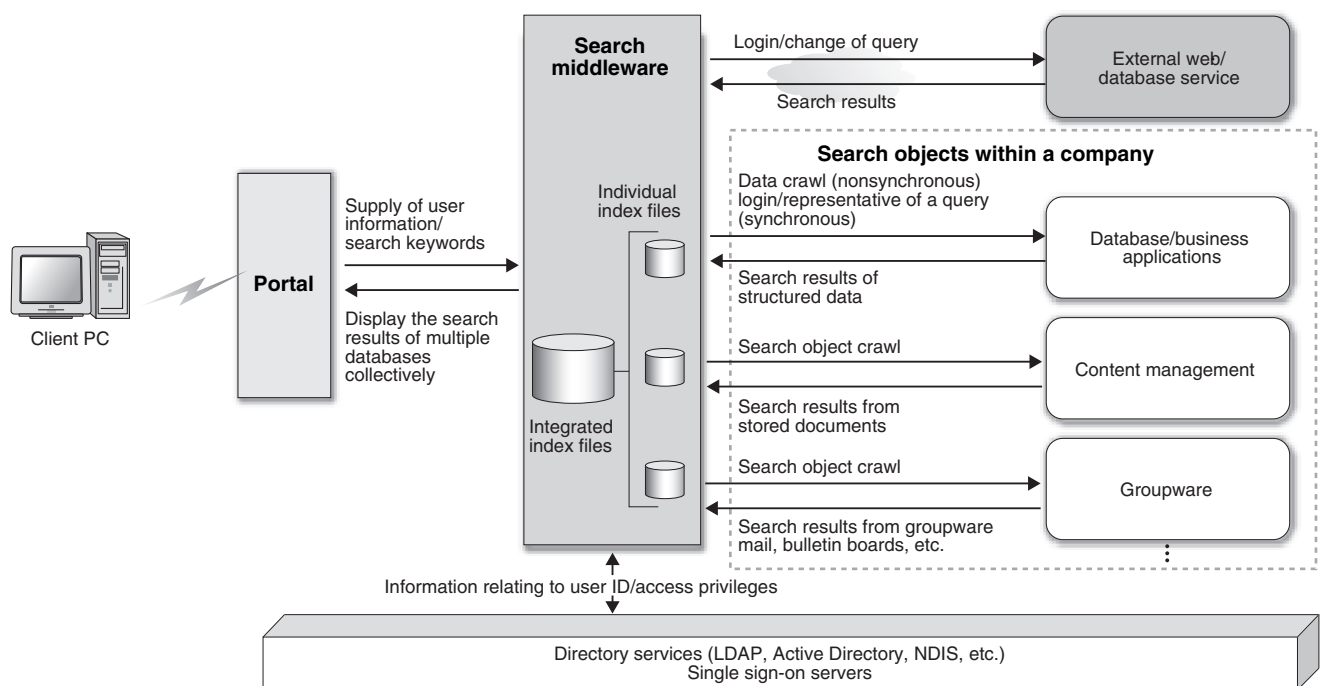 Search
middleware
Login/change of query
External web/
database service
Search results
Search objects within a company
Data crawl (nonsynchronous)
login/representative of a query
(synchronous)
Individual
index files
Supply of user
information/
search keywords
Database/business
applications
Portal
Search results of
structured data
Client PC
Display the search
results of multiple
databases
collectively
Search object crawl
Content management
Search results from
stored documents
Integrated
index files
Search object crawl
Groupware
Search results from groupware
mail, bulletin boards, etc.
Information relating to user ID/access privileges
Directory services (LDAP, Active Directory, NDIS, etc.)
Single sign-on servers